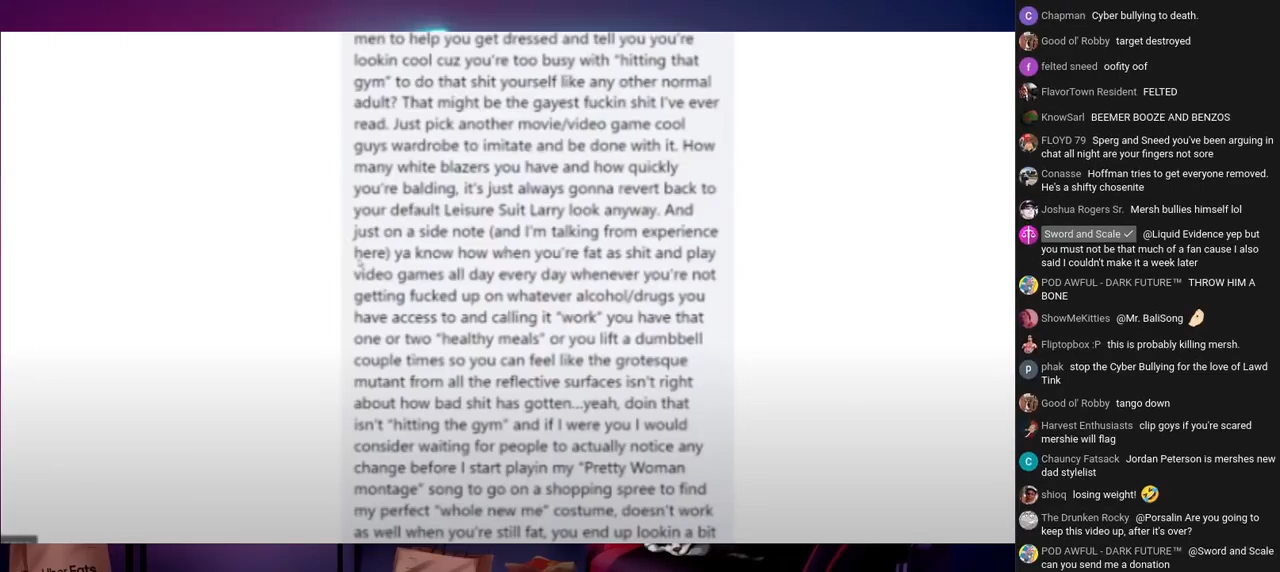 men to help you get dressed and tell you you're
lookin cool cuz you're too busy with "hitting that
gym" to do that shit yourself like any other normal
adult? That might be the gayest fuckin shit I've ever
read. Just pick another movie/video game cool
guys wardrobe to imitate and be done with it. How
many white blazers you have and how quickly
you're balding, it's just always gonna revert back to
your default Leisure Suit Larry look anyway. And
just on a side note (and I'm talking from experience
here) ya know how when you're fat as shit and play
video games all day every day whenever you're not
getting fucked up on whatever alcohol/drugs you
have access to and calling it "work" you have that
one or two "healthy meals" or you lift a dumbbell
couple times so you can feel like the grotesque
mutant from all the reflective surfaces isn't right
about how bad shit has gotten...yeah, doin that
isn't "hitting the gym" and if I were you I would
consider waiting for people to actually notice any
change before I start playin my "Pretty Woman
montage" song to go on a shopping spree to find
my perfect "whole new me" costume, doesn't work
as well when you're still fat, you end up lookin a bit
Uber Eats
C Chapman Cyber bullying to death.
Good ol' Robby target destroyed
f felted sneed oofity oof
FlavorTown Resident FELTED
KnowSarl BEEMER BOOZE AND BENZOS
FLOYD 79 Sperg and Sneed you've been arguing in
chat all night are your fingers not sore
Conasse Hoffman tries to get everyone removed.
He's a shifty chosenite
Joshua Rogers Sr. Mersh bullies himself lol
Sword and Scale ✓ @Liquid Evidence yep but
you must not be that much of a fan cause I also
said I couldn't make it a week later
POD AWFUL - DARK FUTURE™ THROW HIM A
BONE
ShowMeKitties @Mr. BaliSong 🤌🏻
Fliptopbox :P this is probably killing mersh.
p phak stop the Cyber Bullying for the love of Lawd
Tink
Good ol' Robby tango down
Harvest Enthusiasts clip goys if you're scared
mershie will flag
C Chauncy Fatsack Jordan Peterson is mershes new
dad stylelist
shioq losing weight! 🤣
The Drunken Rocky @Porsalin Are you going to
keep this video up, after it's over?
POD AWFUL - DARK FUTURE™ @Sword and Scale
can you send me a donation